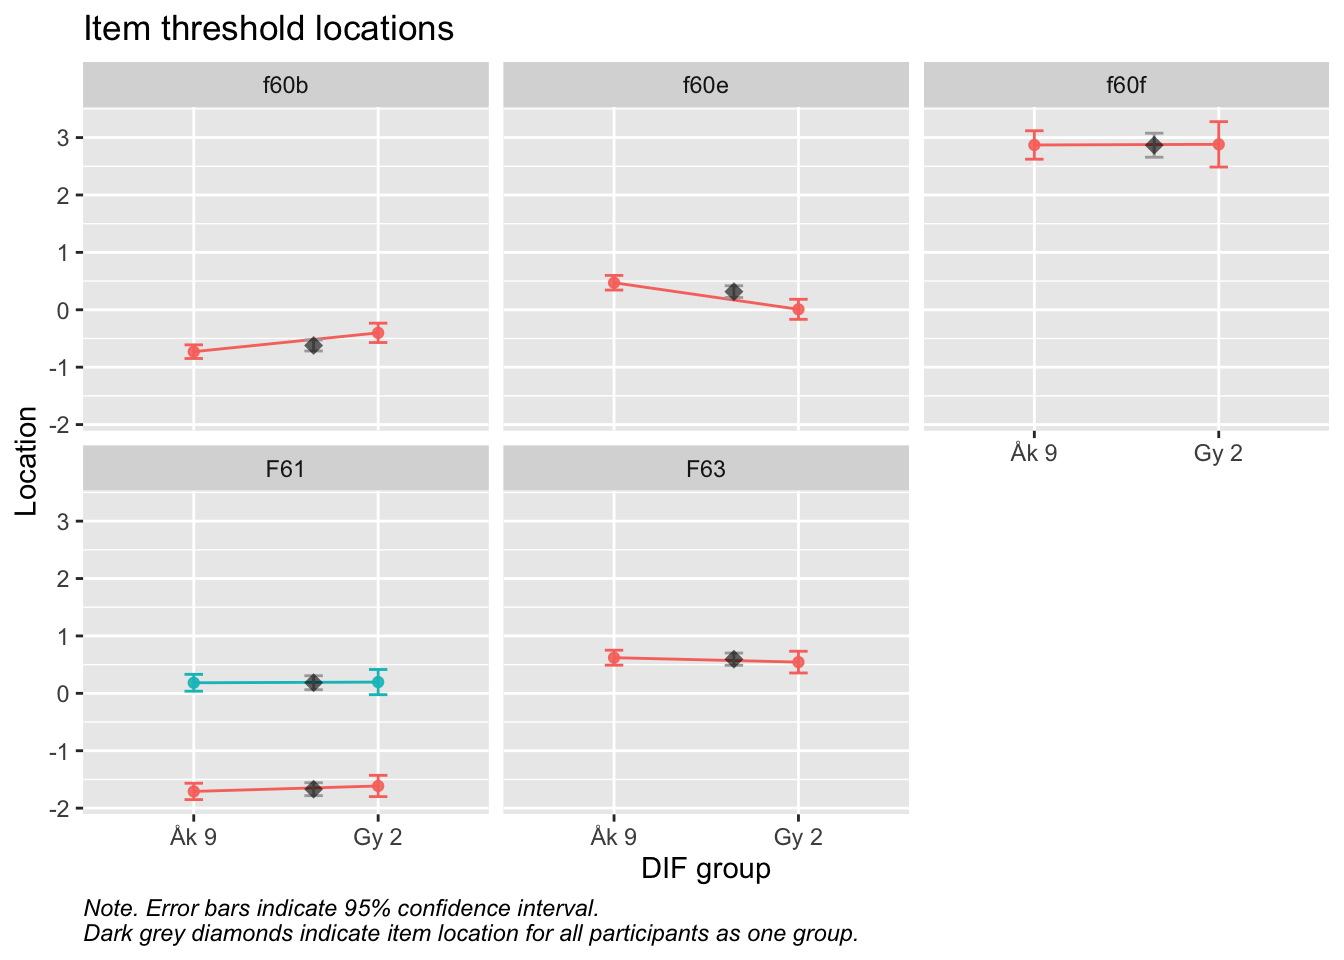 Item threshold locations
f60b
f60e
f60f
3
2
1
0
-1
-2
Åk 9
Gy 2
Location
F61
F63
3
2
1
0
-1
-2
Åk 9
Gy 2
Åk 9
Gy 2
DIF group
Note. Error bars indicate 95% confidence interval.
Dark grey diamonds indicate item location for all participants as one group.